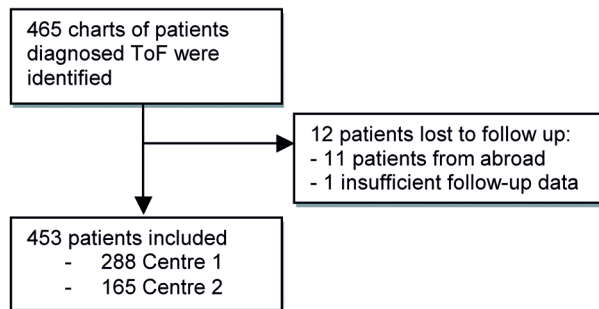 465 charts of patients
diagnosed ToF were
identified
12 patients lost to follow up:
- 11 patients from abroad
- 1 insufficient follow-up data
453 patients included
- 288 Centre 1
- 165 Centre 2